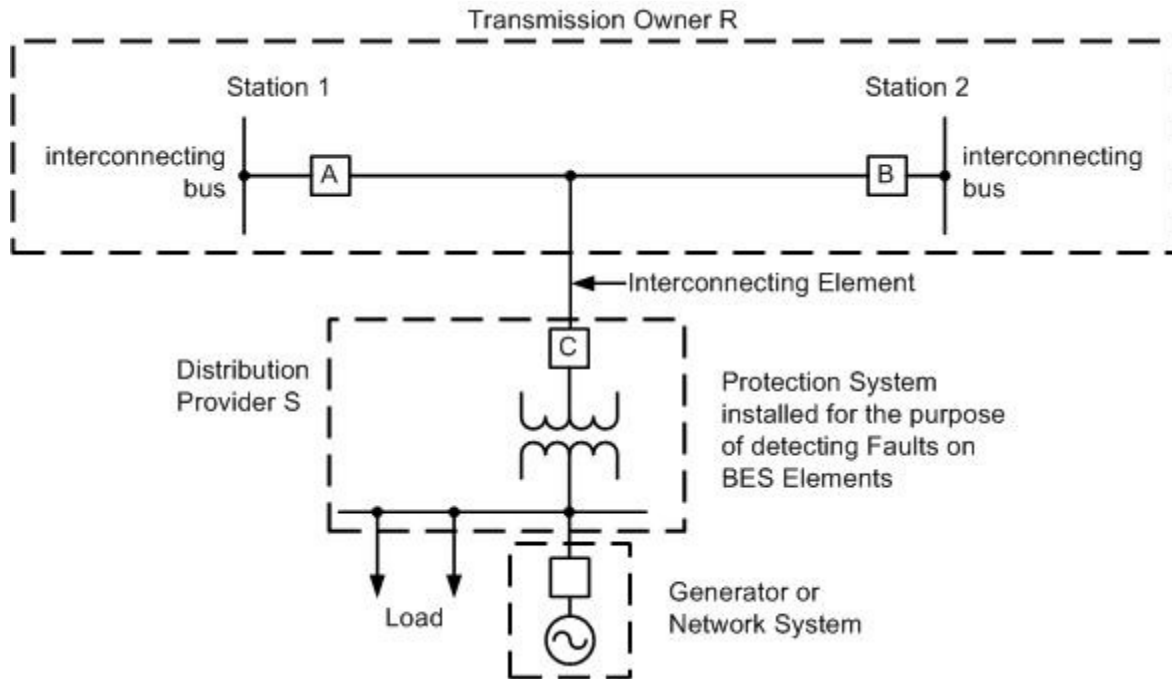 Transmission Owner R
Station 1
Station 2
interconnecting
bus
A
B
interconnecting
bus
Interconnecting Element
C
Distribution
Provider S
Protection System
installed for the purpose
of detecting Faults on
BES Elements
Load
Generator or
Network System